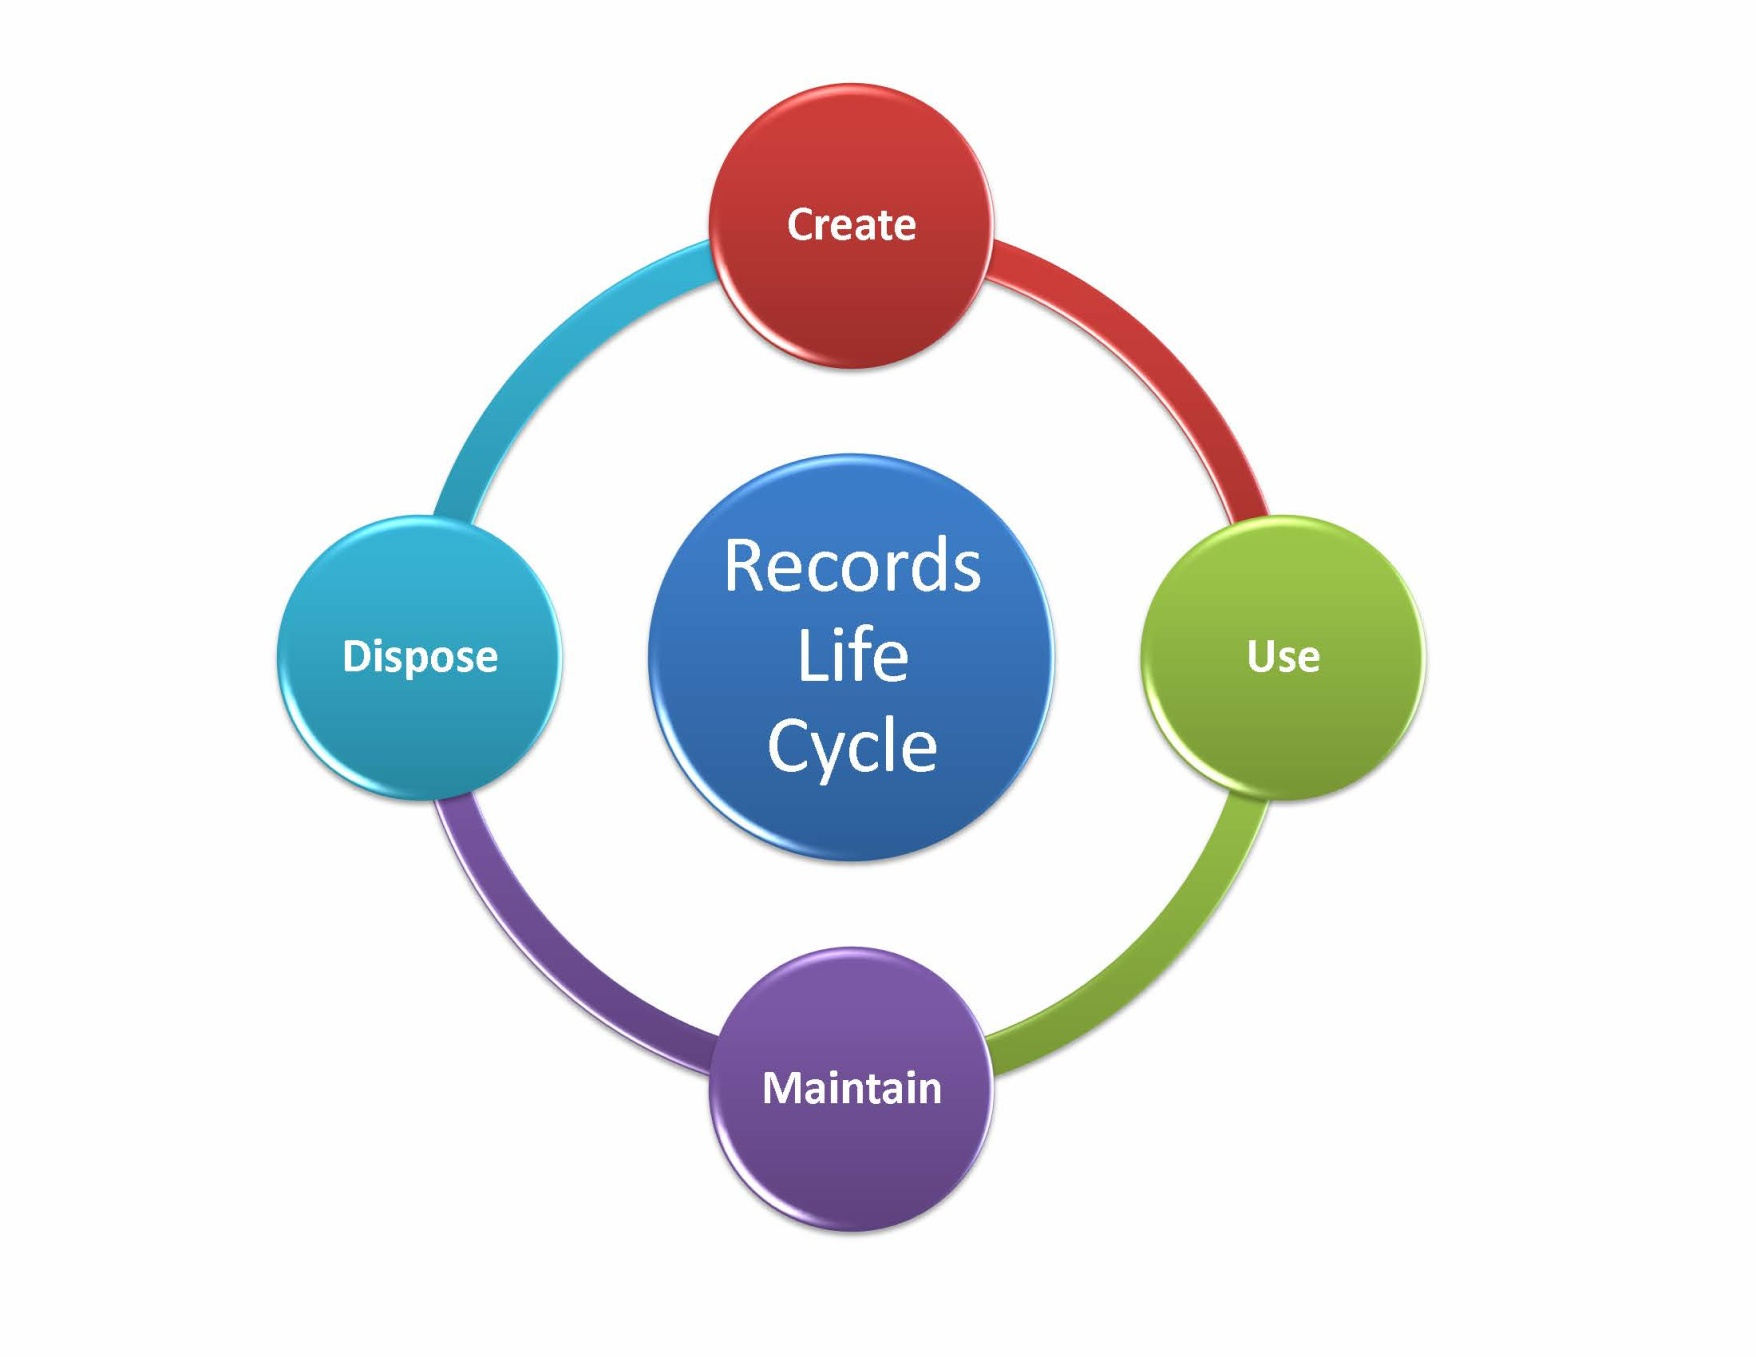 Create
Records
Life
Cycle
Dispose
Use
Maintain